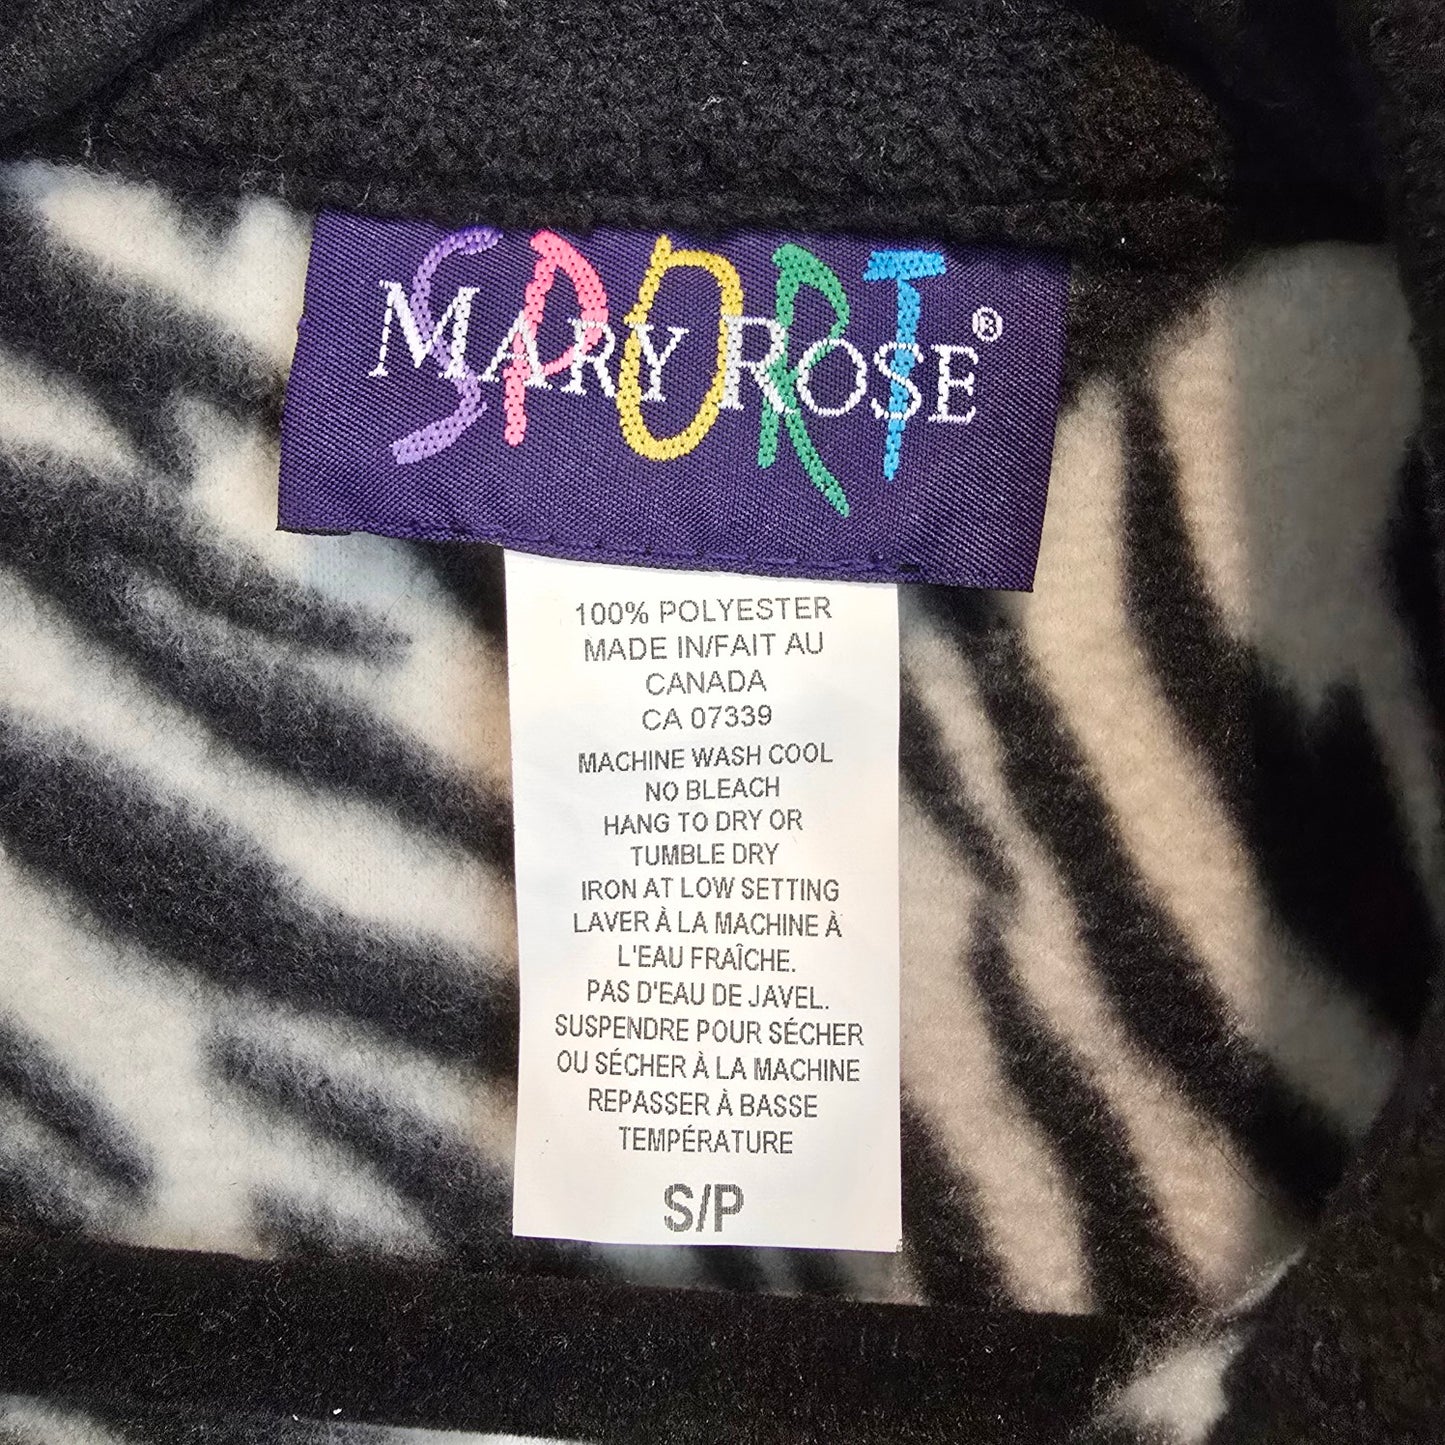 SPORT
MARY ROSE®
100% POLYESTER
MADE IN/FAIT AU
CANADA
CA 07339
MACHINE WASH COOL
NO BLEACH
HANG TO DRY OR
TUMBLE DRY
IRON AT LOW SETTING
LAVER À LA MACHINE À
L'EAU FRAÎCHE.
PAS D'EAU DE JAVEL.
SUSPENDRE POUR SÉCHER
OU SÉCHER À LA MACHINE
REPASSER À BASSE
TEMPÉRATURE
S/P